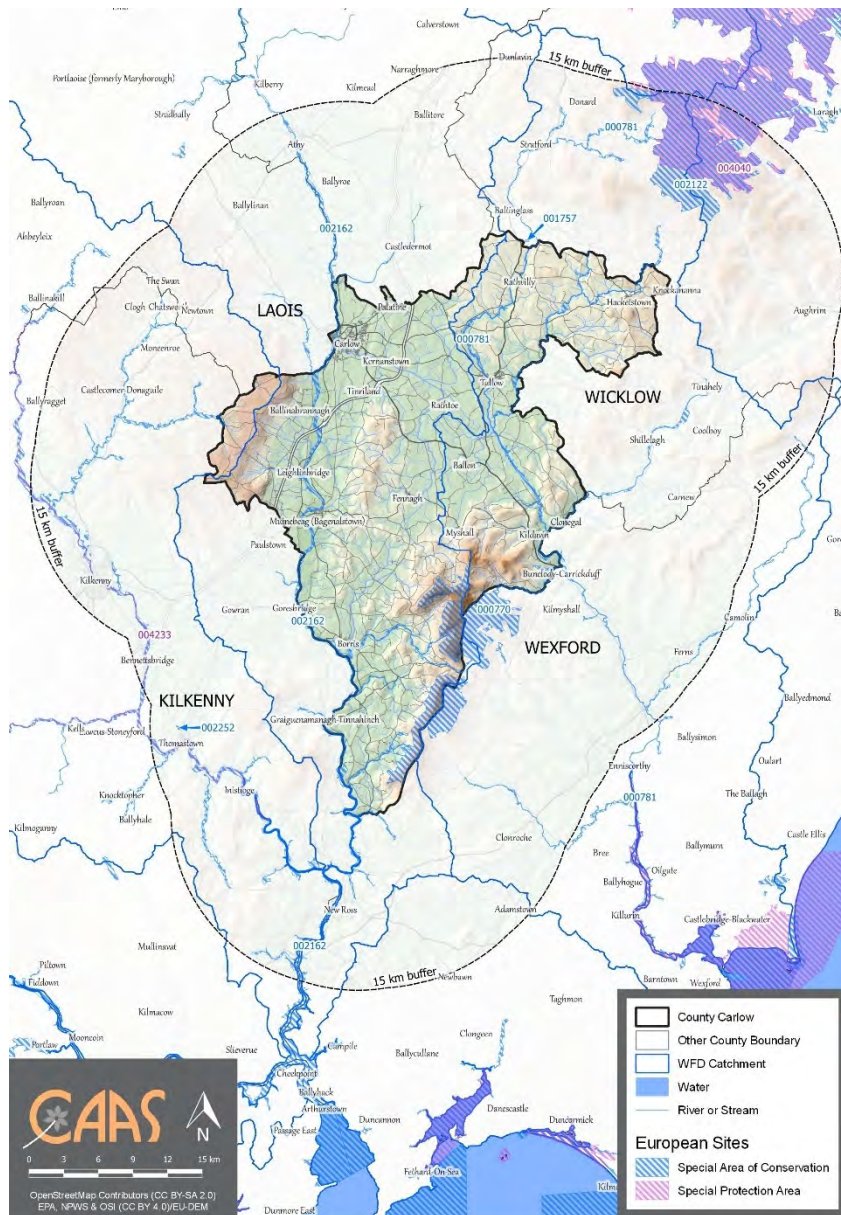 Calverstown
Dunlavin
15 km buffer
Narraghmore
Portlaoise (formerly Maryborough)
Kilberry
Kilmead
Donard
Stradbally
Ballitore
000781
Laragh
Athy
Stratford
004040
Ballyroe
002122
Ballyroan
Ballylinan
Baltinglass
001757
Abbeyleix
002162
Castledermot
The Swan
Rathvilly
Ballinakill
LAOIS
Hacketstown
Knockananna
Clogh Chatsworth
Newtown
Palatine
Aughrim
Moneenroe
Carlow
000781
Kernanstown
Castlecomer-Donaguile
Tullow
WICKLOW
Tinahely
Ballyragget
Tinriland
Ballinabrannagh
Rathtoe
Coolboy
Shillelagh
Leighlinbridge
Ballon
15 km buffer
15 km buffer
Fennagh
Carnew
Clonegal
Muinebeag (Bagenalstown)
Myshall
Kildavin
Paulstown
Bunclody-Carrickduff
Kilkenny
Gowran
Goresbridge
000770
Kilmyshall
Camolin
002162
004233
Borris
WEXFORD
Ferns
Bennettsbridge
Ballyedmond
KILKENNY
Graiguenamanagh-Tinnahinch
002252
Ballysimon
Thomastown
Enniscorthy
Oulart
Knocktopher
Inistioge
000781
The Ballagh
Ballyhale
Kilmoganny
Castle Ellis
Clonroche
Bree
Ballymurn
Oilgate
Ballyhogue
New Ross
Killurin
Castlebridge-Blackwater
Adamstown
Mullinavat
002162
Piltown
15 km buffer
Newbawn
Barntown
Wexford
Fiddown
Kilmacow
Taghmon
Mooncoin
Slieverue
Campile
Clongeen
Portlaw
Ballycullane
Cheekpoint
Ballyhack
Arthurstown
Danescastle
Duncormick
Passage East
Duncannon
Fethard-On-Sea
Dunmore East
CAAS
N
0 3 6 9 12 15 km
OpenStreetMap Contributors (CC BY-SA 2.0)
EPA, NPWS & OSI (CC BY 4.0)/EU-DEM
County Carlow
Other County Boundary
WFD Catchment
Water
River or Stream
European Sites
Special Area of Conservation
Special Protection Area